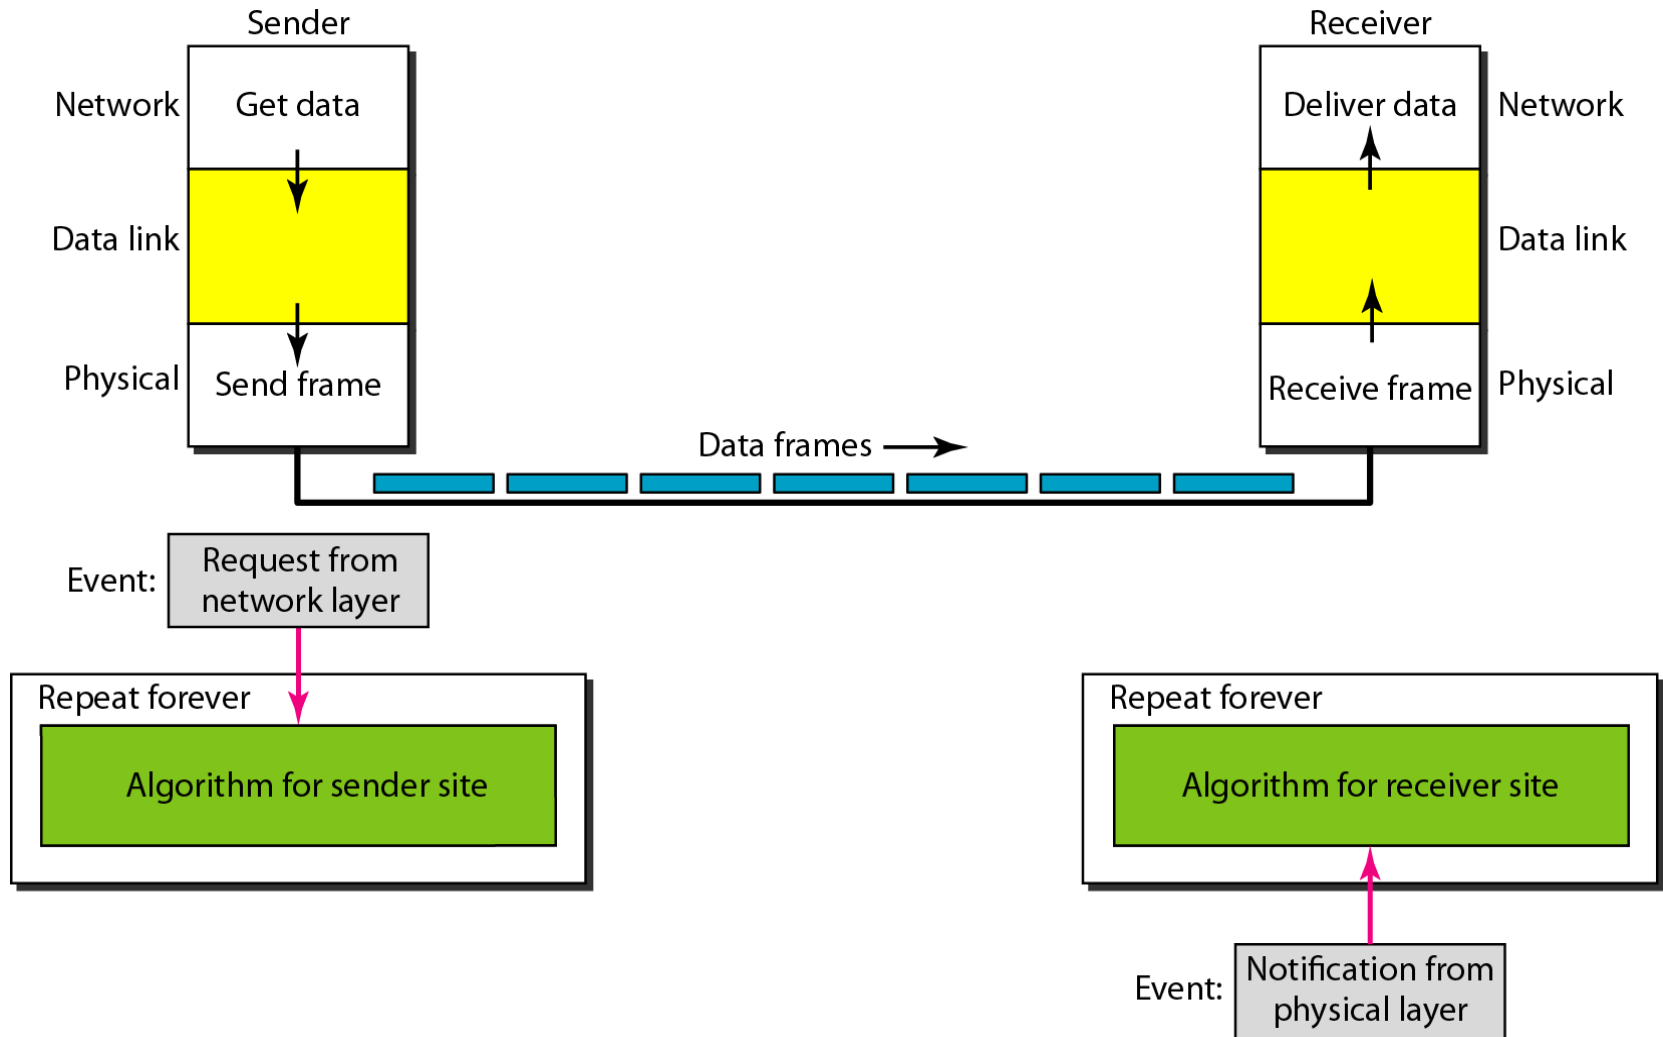 Sender
Receiver
Network
Get data
Deliver data
Network
Data link
Data link
Physical
Send frame
Receive frame
Physical
Data frames
Event:
Request from
network layer
Repeat forever
Algorithm for sender site
Repeat forever
Algorithm for receiver site
Event:
Notification from
physical layer